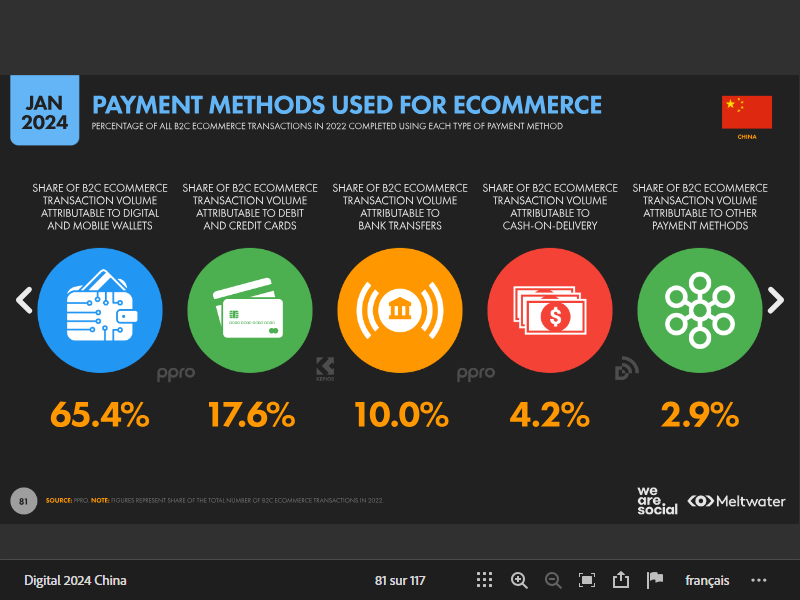 JAN
2024
PAYMENT METHODS USED FOR ECOMMERCE
PERCENTAGE OF ALL B2C ECOMMERCE TRANSACTIONS IN 2022 COMPLETED USING EACH TYPE OF PAYMENT METHOD
CHINA
SHARE OF B2C ECOMMERCE
TRANSACTION VOLUME
ATTRIBUTABLE TO DIGITAL
AND MOBILE WALLETS
SHARE OF B2C ECOMMERCE
TRANSACTION VOLUME
ATTRIBUTABLE TO DEBIT
AND CREDIT CARDS
SHARE OF B2C ECOMMERCE
TRANSACTION VOLUME
ATTRIBUTABLE TO
BANK TRANSFERS
SHARE OF B2C ECOMMERCE
TRANSACTION VOLUME
ATTRIBUTABLE TO
CASH-ON-DELIVERY
SHARE OF B2C ECOMMERCE
TRANSACTION VOLUME
ATTRIBUTABLE TO OTHER
PAYMENT METHODS
$
ppro
KEPIOS
ppro
65.4%
17.6%
10.0%
4.2%
2.9%
81
SOURCE: PPRO. NOTE: FIGURES REPRESENT SHARE OF THE TOTAL NUMBER OF B2C ECOMMERCE TRANSACTIONS IN 2022.
we
are
social
Meltwater
Digital 2024 China
81 sur 117
français